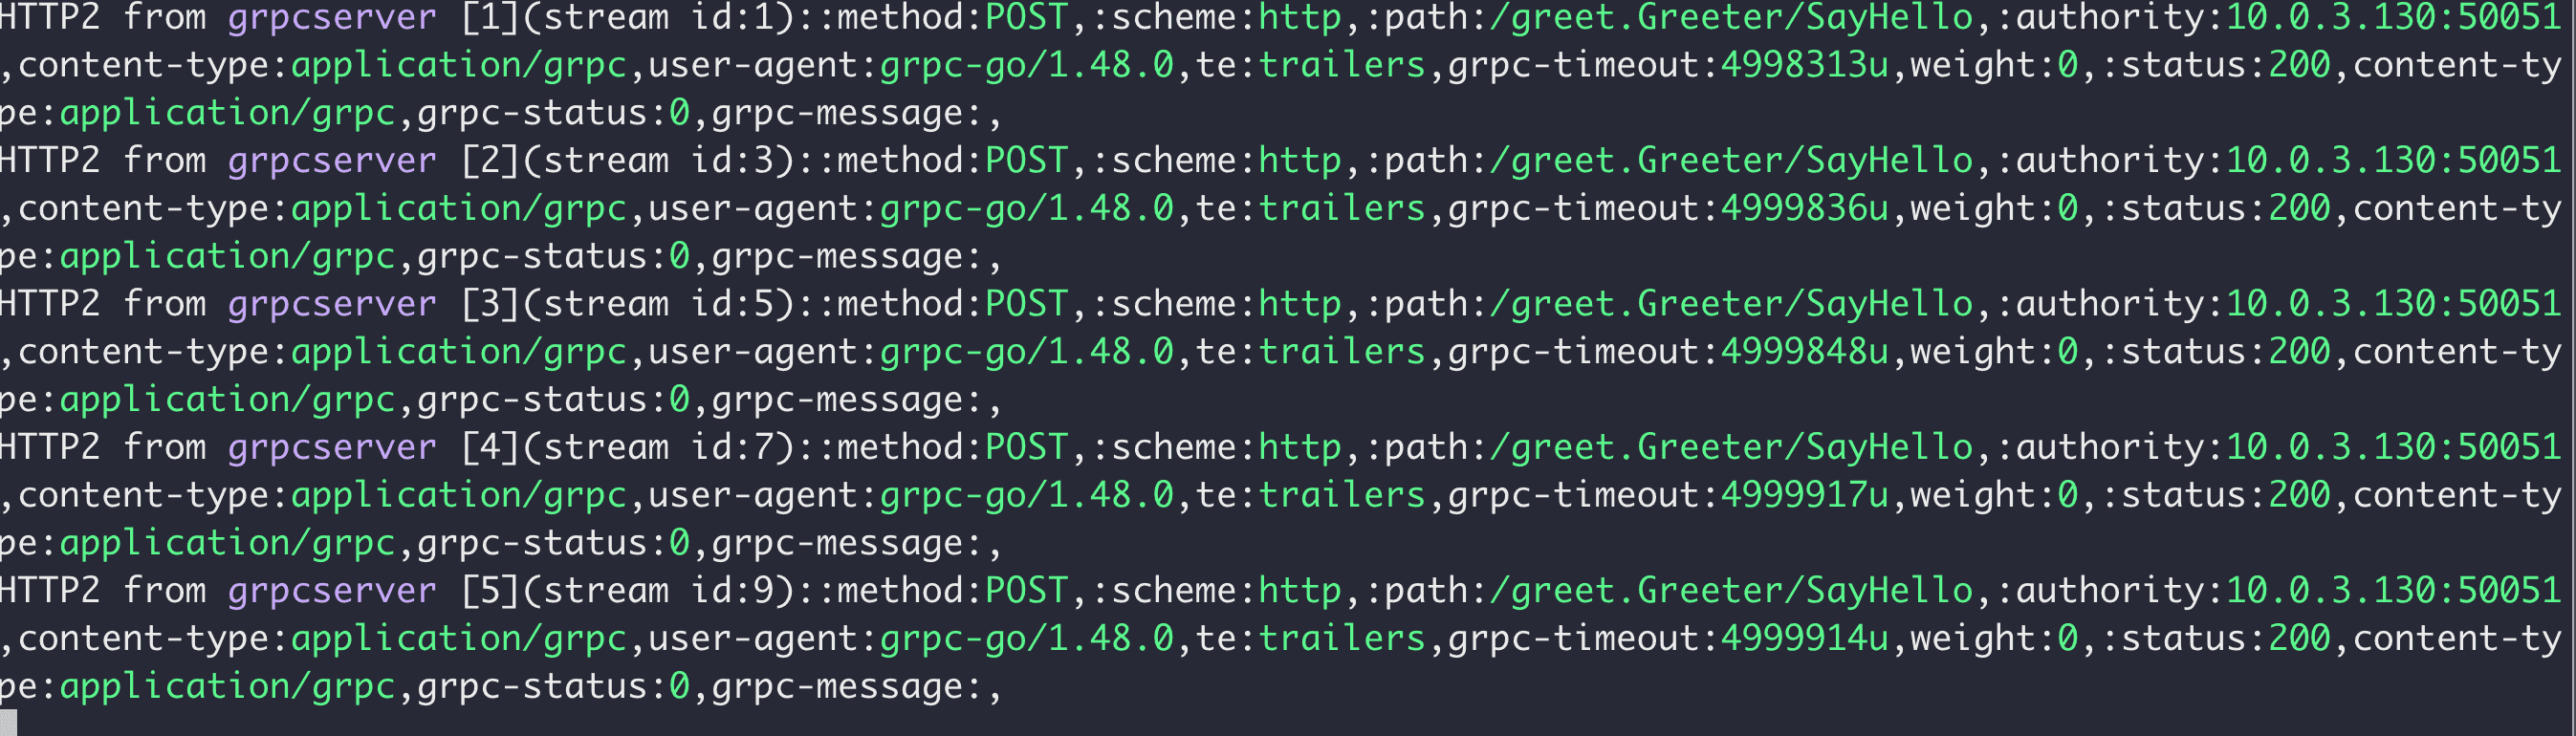 HTTP2 from grpcserver [1](stream id:1)::method:POST,:scheme:http,:path:/greet.Greeter/SayHello,:authority:10.0.3.130:50051
,content-type:application/grpc,user-agent:grpc-go/1.48.0,te:trailers,grpc-timeout:4998313u,weight:0,:status:200,content-ty
pe:application/grpc,grpc-status:0,grpc-message:,
HTTP2 from grpcserver [2](stream id:3)::method:POST,:scheme:http,:path:/greet.Greeter/SayHello,:authority:10.0.3.130:50051
,content-type:application/grpc,user-agent:grpc-go/1.48.0,te:trailers,grpc-timeout:4999836u,weight:0,:status:200,content-ty
pe:application/grpc,grpc-status:0,grpc-message:,
HTTP2 from grpcserver [3](stream id:5)::method:POST,:scheme:http,:path:/greet.Greeter/SayHello,:authority:10.0.3.130:50051
,content-type:application/grpc,user-agent:grpc-go/1.48.0,te:trailers,grpc-timeout:4999848u,weight:0,:status:200,content-ty
pe:application/grpc,grpc-status:0,grpc-message:,
HTTP2 from grpcserver [4](stream id:7)::method:POST,:scheme:http,:path:/greet.Greeter/SayHello,:authority:10.0.3.130:50051
,content-type:application/grpc,user-agent:grpc-go/1.48.0,te:trailers,grpc-timeout:4999917u,weight:0,:status:200,content-ty
pe:application/grpc,grpc-status:0,grpc-message:,
HTTP2 from grpcserver [5](stream id:9)::method:POST,:scheme:http,:path:/greet.Greeter/SayHello,:authority:10.0.3.130:50051
,content-type:application/grpc,user-agent:grpc-go/1.48.0,te:trailers,grpc-timeout:4999914u,weight:0,:status:200,content-ty
pe:application/grpc,grpc-status:0,grpc-message:,